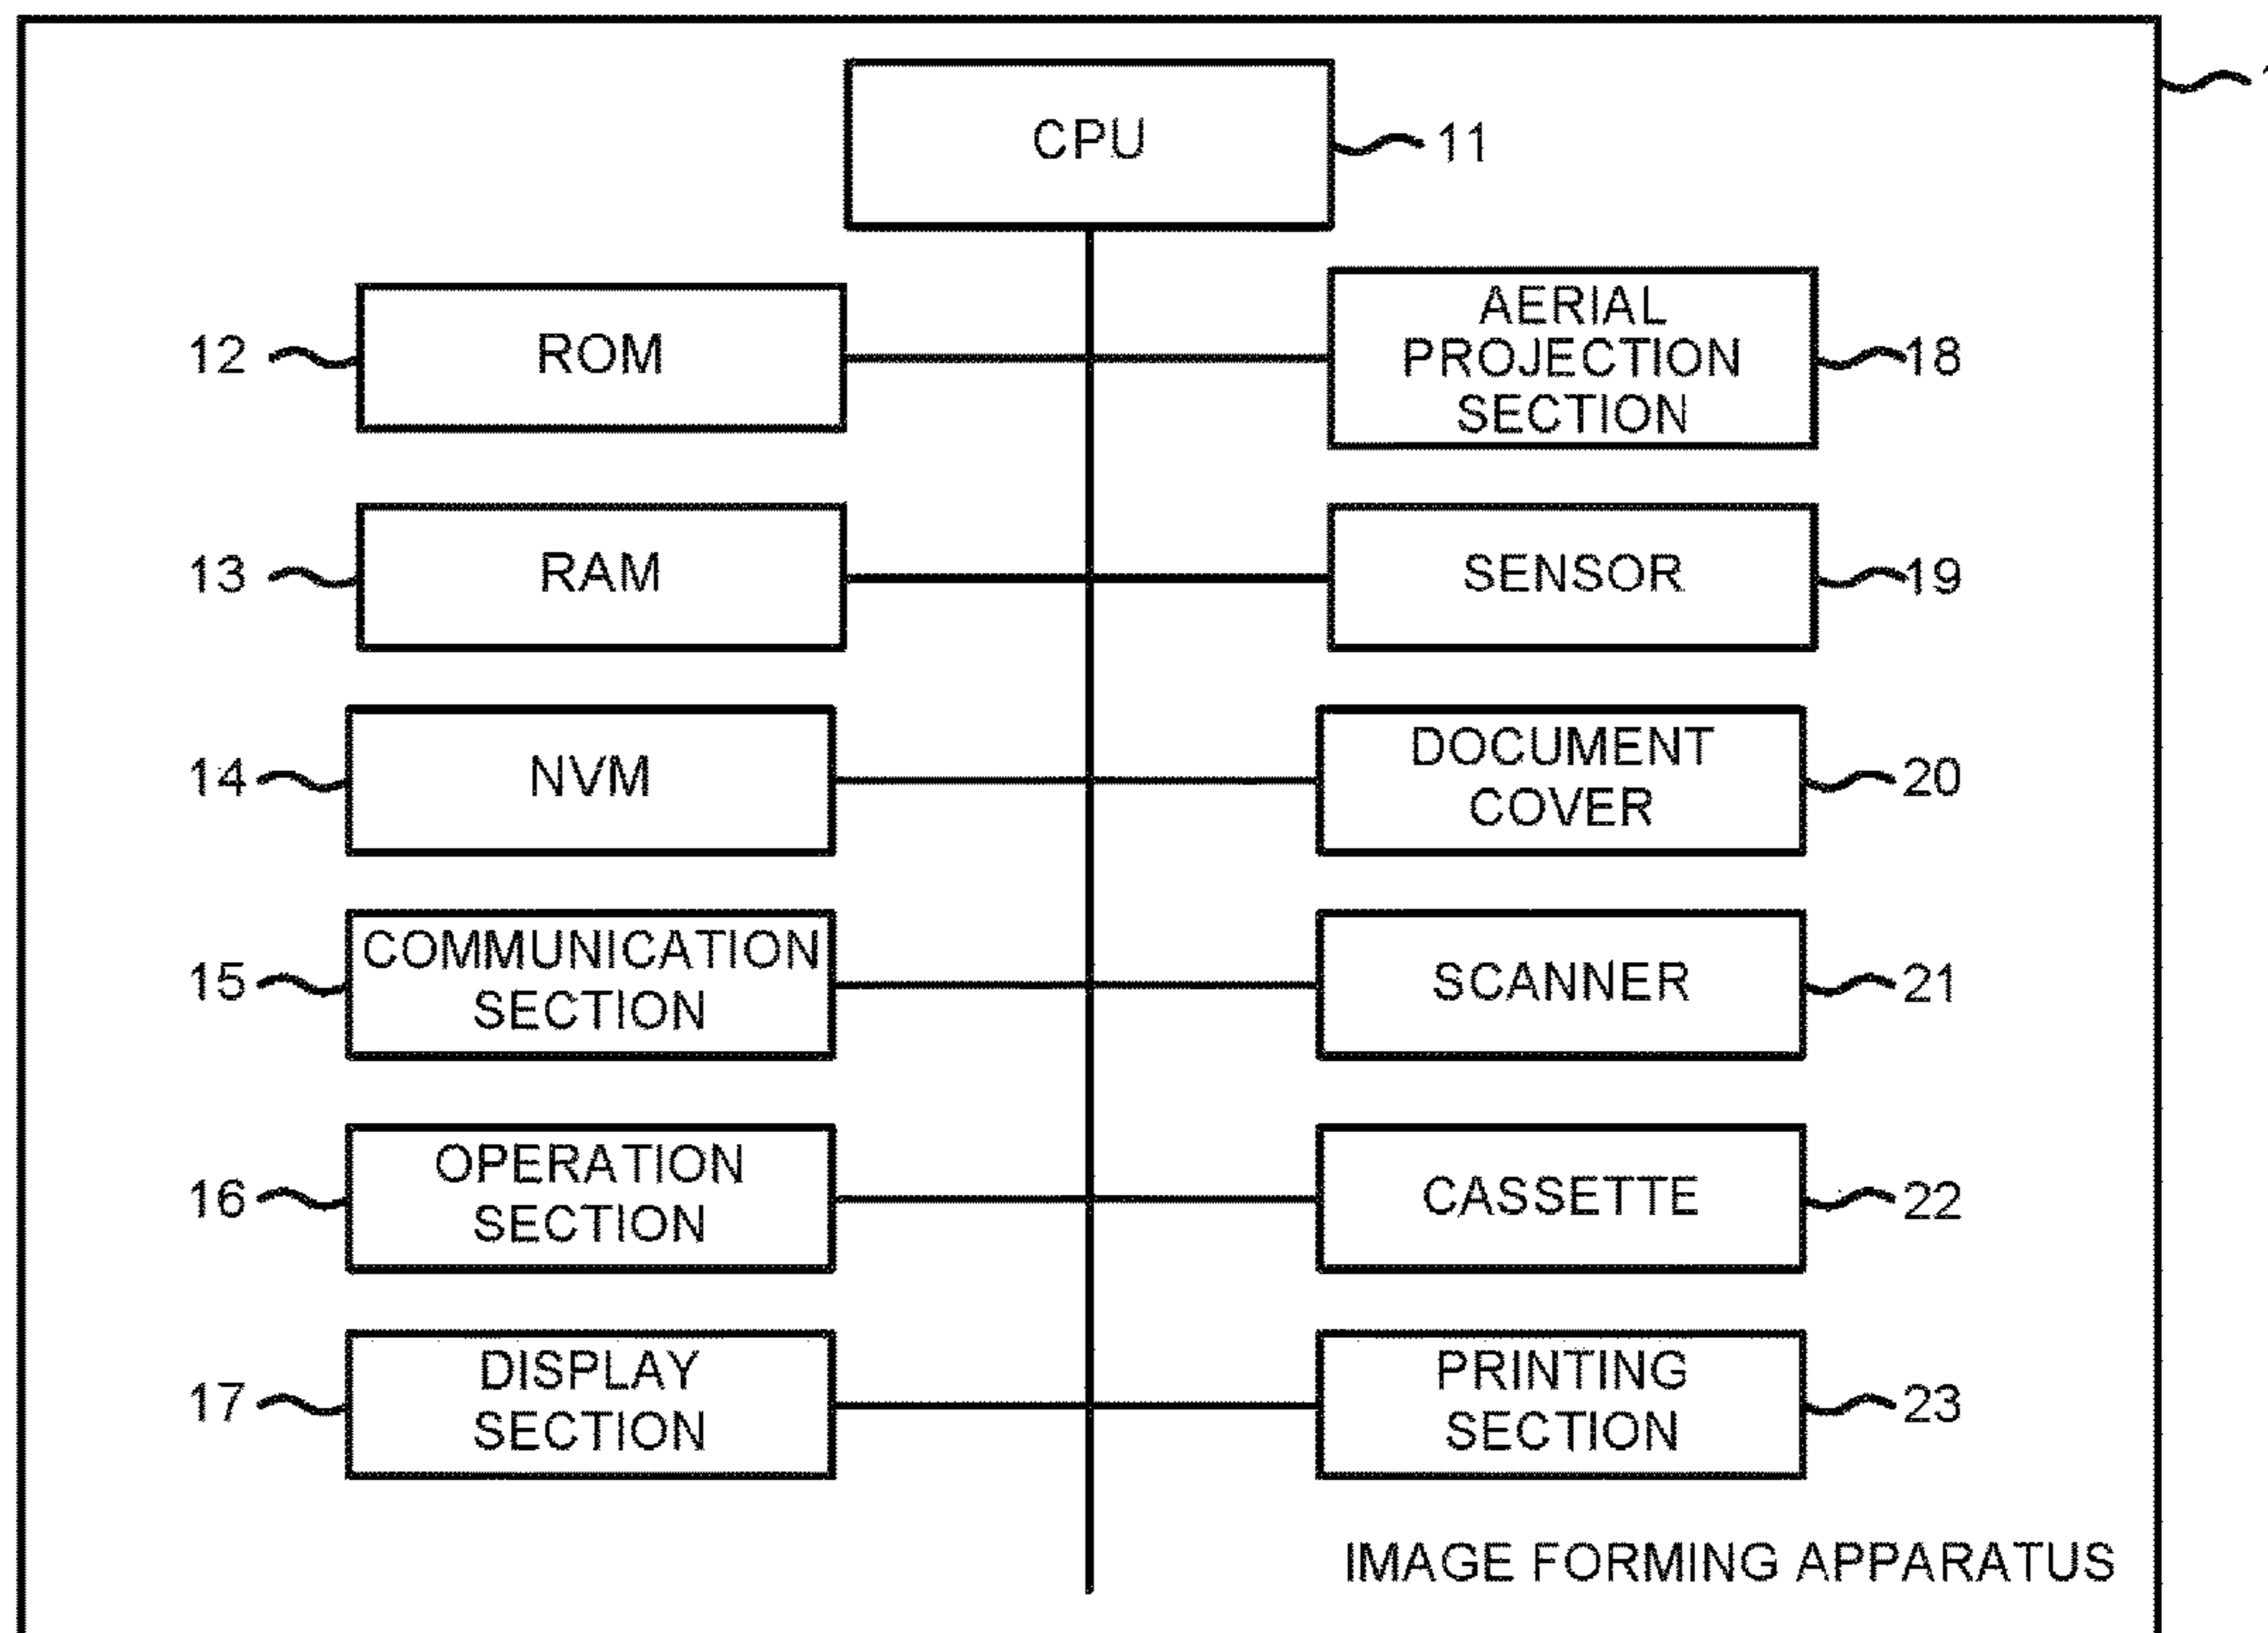 1
CPU
11
12
ROM
AERIAL
PROJECTION
SECTION
18
13
RAM
SENSOR
19
14
NVM
DOCUMENT
COVER
20
15
COMMUNICATION
SECTION
SCANNER
21
16
OPERATION
SECTION
CASSETTE
22
17
DISPLAY
SECTION
PRINTING
SECTION
23
IMAGE FORMING APPARATUS